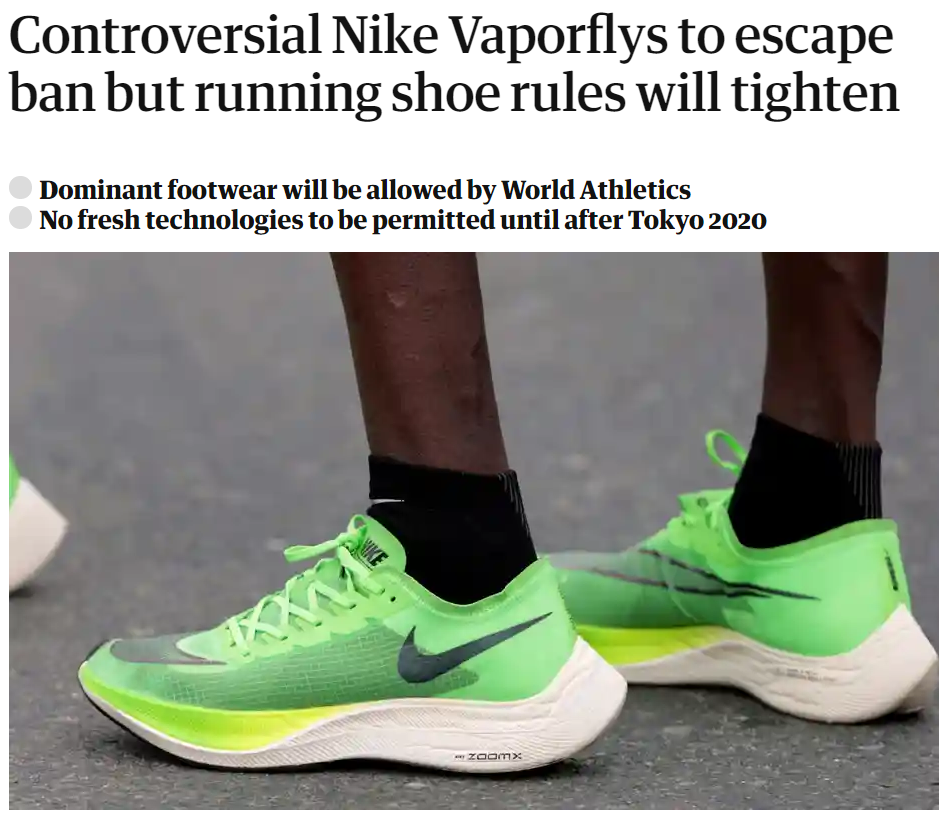 Controversial Nike Vaporflys to escape
ban but running shoe rules will tighten
Dominant footwear will be allowed by World Athletics
No fresh technologies to be permitted until after Tokyo 2020
NIKE
ZOOMX